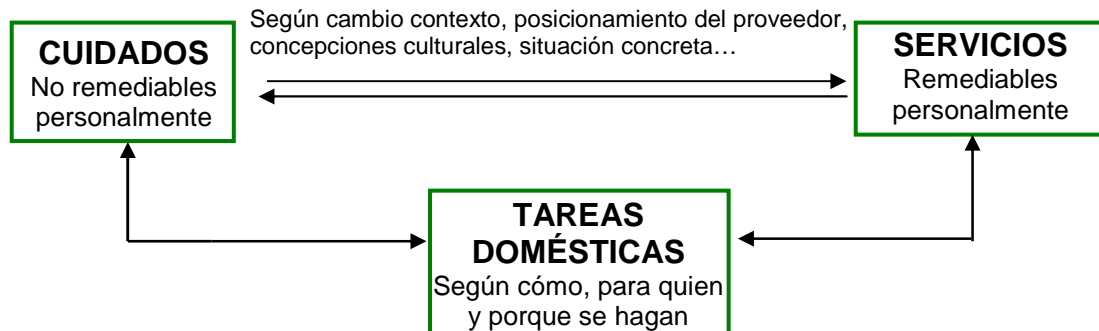 Según cambio contexto, posicionamiento del proveedor,
concepciones culturales, situación concreta…
CUIDADOS
No remediables
personalmente
SERVICIOS
Remediables
personalmente
TAREAS
DOMÉSTICAS
Según cómo, para quien
y porque se hagan